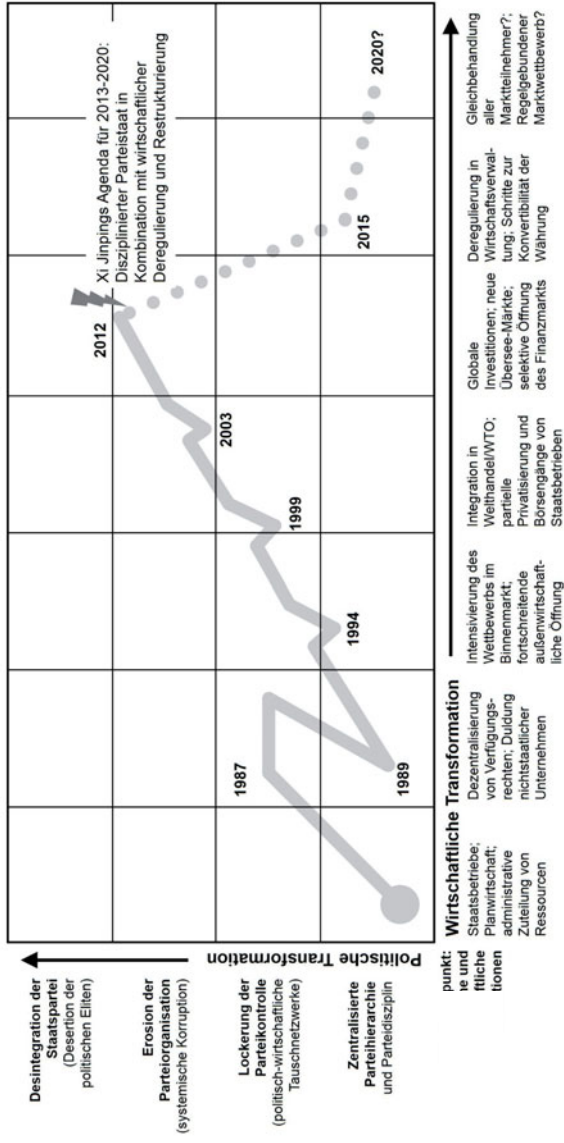 Desintegration der
Staatspartei
(Desertion der
politischen Eliten)
Erosion der
Parteiorganisation
(systemische Korruption)
Lockerung der
Parteikontrolle
(politisch-wirtschaftliche
Tauschnetzwerke)
Zentralisierte
Parteihierarchie
und Parteidisziplin
Politische Transformation
1987
1989
1994
1999
2003
2012
Xi Jinpings Agenda für 2013-2020:
Disziplinierter Parteistaat in
Kombination mit wirtschaftlicher
Deregulierung und Restrukturierung
2015
2020?
punkt:
ne und
ftliche
tionen
Wirtschaftliche Transformation
Staatsbetriebe;
Planwirtschaft;
administrative
Zuteilung von
Ressourcen
Dezentralisierung
von Verfügungs-
rechten; Duldung
nichtstaatlicher
Unternehmen
Intensivierung des
Wettbewerbs im
Binnenmarkt;
fortschreitende
außenwirtschaft-
liche Öffnung
Integration in
Welthandel/WTO;
partielle
Privatisierung und
Börsengänge von
Staatsbetrieben
Globale
Investitionen; neue
Übersee-Märkte;
selektive Öffnung
des Finanzmarkts
Deregulierung in
Wirtschaftsverwal-
tung; Schritte zur
Konvertibilität der
Währung
Gleichbehandlung
aller
Marktteilnehmer?;
Regelgebundener
Marktwettbewerb?